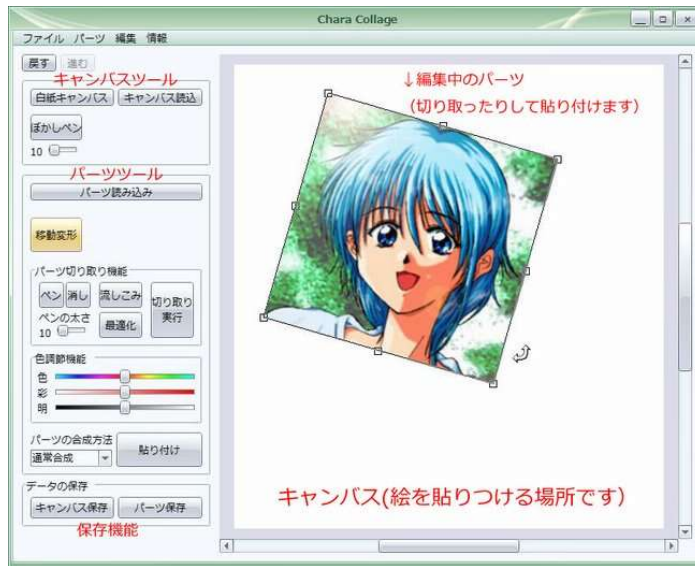 Chara Collage
ファイル パーツ 編集 情報
戻す 進む
キャンバスツール
白紙キャンバス キャンバス読込
ぼかしペン
10
パーツツール
パーツ読み込み
移動変形
パーツ切り取り機能
ペン 消し 流しこみ 切り取り実行
ペンの太さ
10 最適化
色調節機能
色
彩
明
パーツの合成方法
通常合成 貼り付け
データの保存
キャンバス保存 パーツ保存
保存機能
↓編集中のパーツ
(切り取ったりして貼り付けます)
キャンバス(絵を貼りつける場所です)